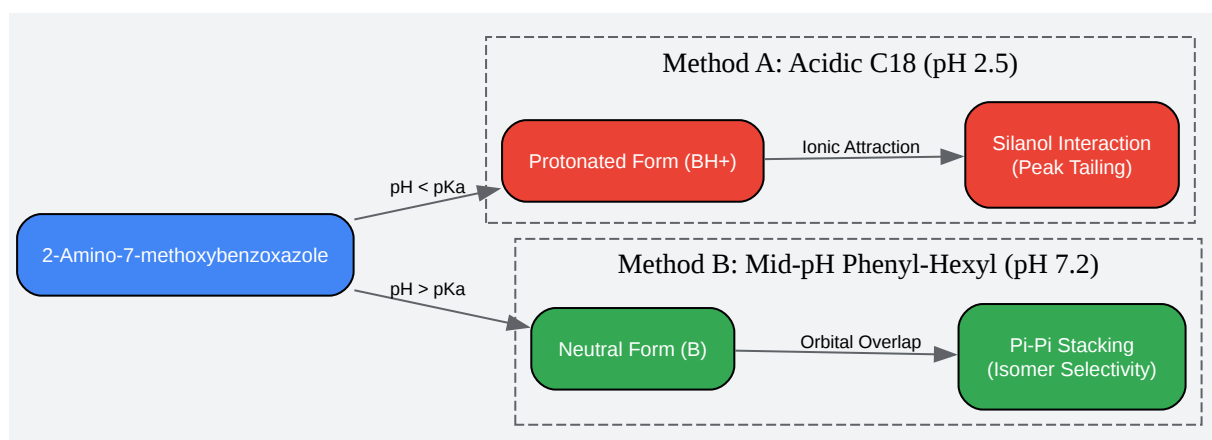 Method A: Acidic C18 (pH 2.5)
Protonated Form (BH+)
Ionic Attraction
Silanol Interaction
(Peak Tailing)
pH < pKa
2-Amino-7-methoxybenzoxazole
pH > pKa
Method B: Mid-pH Phenyl-Hexyl (pH 7.2)
Neutral Form (B)
Orbital Overlap
Pi-Pi Stacking
(Isomer Selectivity)